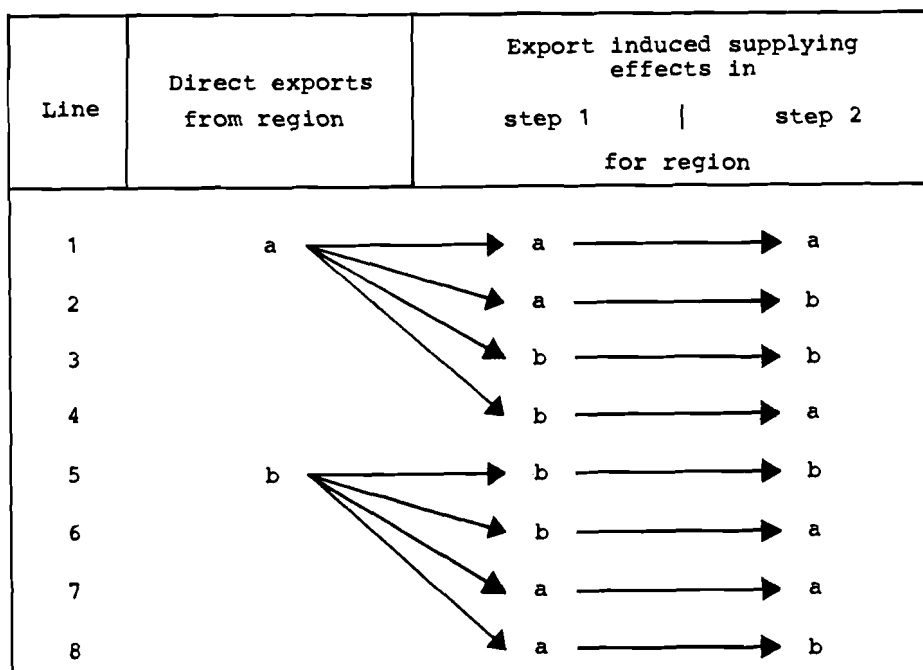 Line
Direct exports
from region
Export induced supplying
effects in
step 1 | step 2
for region
1 a a a
2 a b
3 b b
4 b a
5 b b b
6 b a
7 a a
8 a b